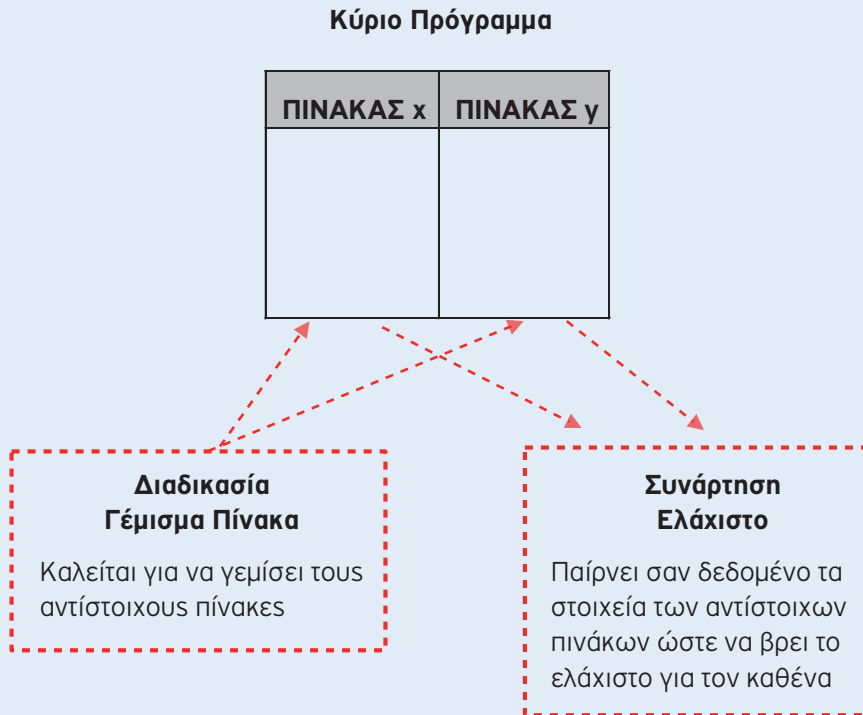 Κύριο Πρόγραμμα
ΠΙΝΑΚΑΣ x ΠΙΝΑΚΑΣ y
Διαδικασία
Γέμισμα Πίνακα
Καλείται για να γεμίσει τους
αντίστοιχους πίνακες
Συνάρτηση
Ελάχιστο
Παίρνει σαν δεδομένο τα
στοιχεία των αντίστοιχων
πινάκων ώστε να βρει το
ελάχιστο για τον καθένα